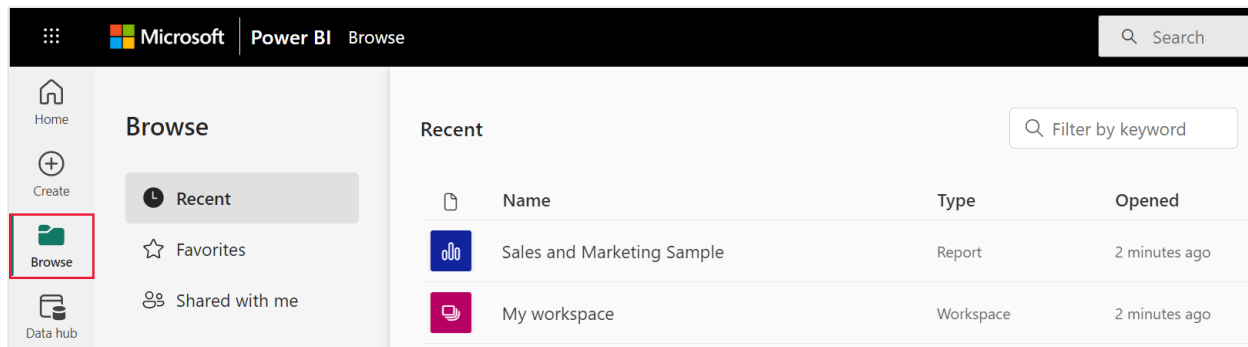 Microsoft Power BI Browse Search
Home
Create
Browse
Data hub
Browse
Recent
Favorites
Shared with me
Recent Filter by keyword
Name Type Opened
Sales and Marketing Sample Report 2 minutes ago
My workspace Workspace 2 minutes ago